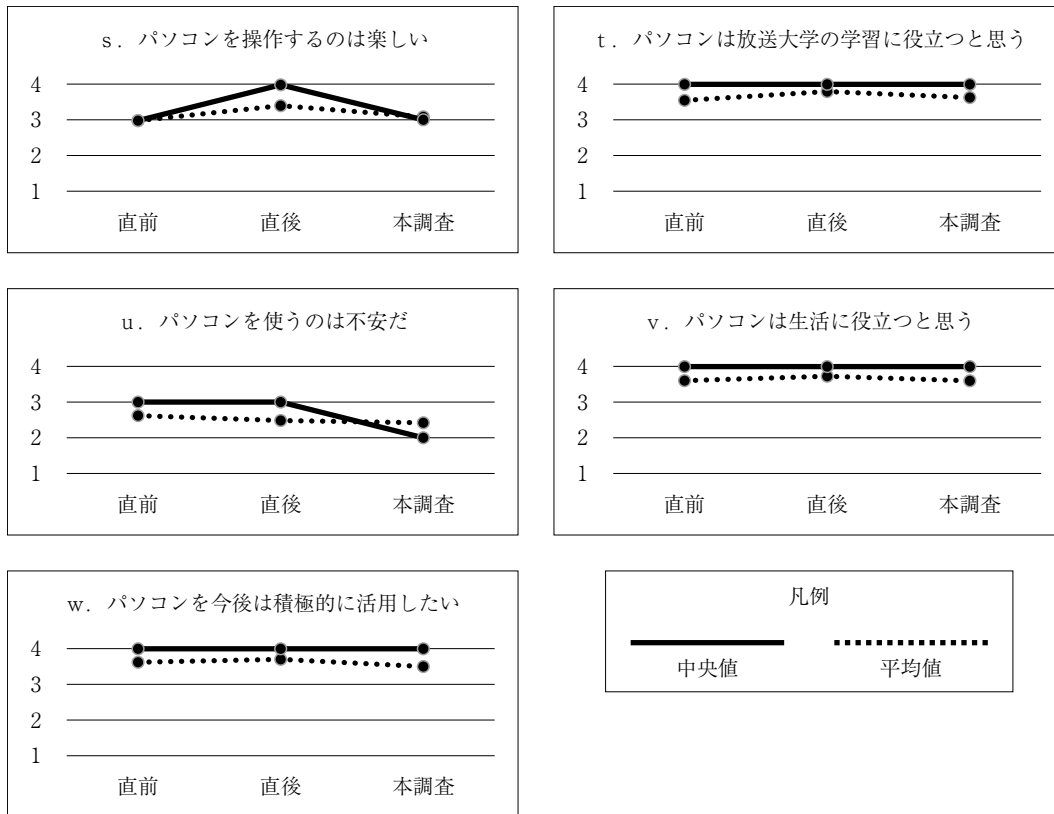 s．パソコンを操作するのは楽しい
4
3
2
1
直前 直後 本調査
t．パソコンは放送大学の学習に役立つと思う
4
3
2
1
直前 直後 本調査
u．パソコンを使うのは不安だ
4
3
2
1
直前 直後 本調査
v．パソコンは生活に役立つと思う
4
3
2
1
直前 直後 本調査
w．パソコンを今後は積極的に活用したい
4
3
2
1
直前 直後 本調査
凡例
中央値 平均値